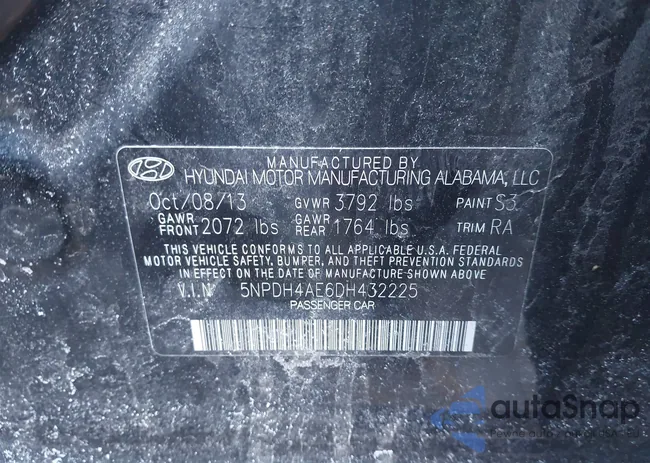 MANUFACTURED BY
HYUNDAI MOTOR MANUFACTURING ALABAMA, LLC
Oct/08/13 GVWR 3792 lbs PAINT S3
GAWR FRONT 2072 lbs GAWR REAR 1764 lbs TRIM RA
THIS VEHICLE CONFORMS TO ALL APPLICABLE U.S.A. FEDERAL
MOTOR VEHICLE SAFETY, BUMPER, AND THEFT PREVENTION STANDARDS
IN EFFECT ON THE DATE OF MANUFACTURE SHOWN ABOVE
V.I.N 5NPDH4AE6DH432225
PASSENGER CAR
autaSnap